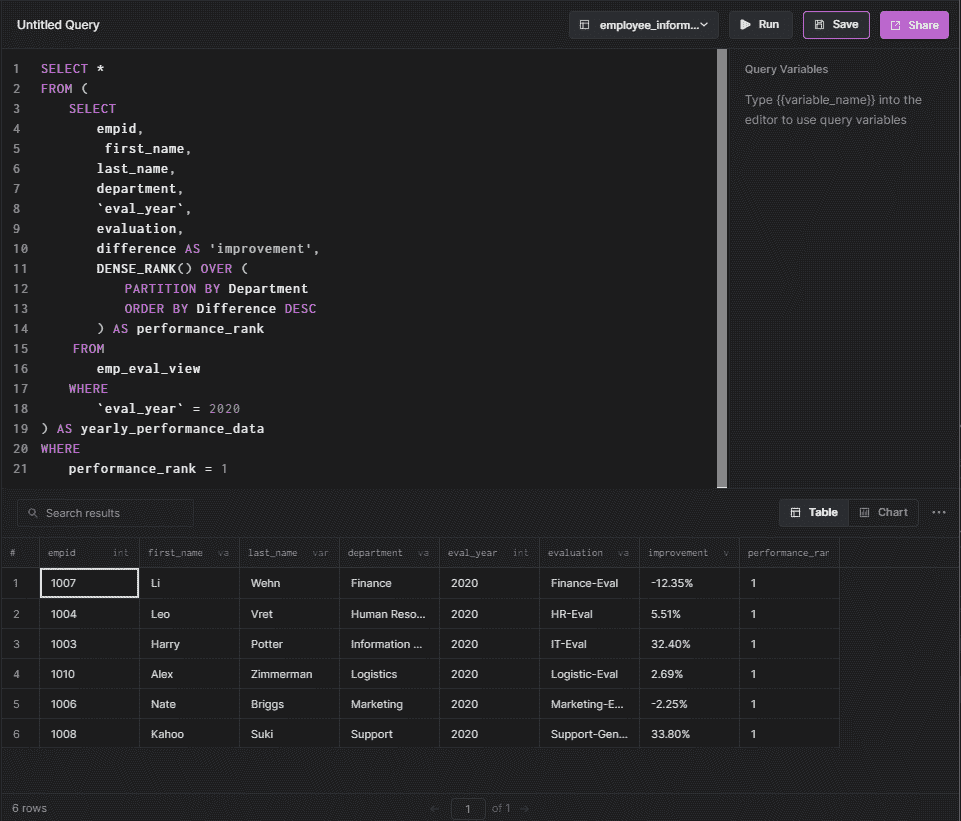 Untitled Query
employee_inform...
Run
Save
Share
1 SELECT *
2 FROM (
3 SELECT
4 empid,
5 first_name,
6 last_name,
7 department,
8 `eval_year`,
9 evaluation,
10 difference AS 'improvement',
11 DENSE_RANK() OVER (
12 PARTITION BY Department
13 ORDER BY Difference DESC
14 ) AS performance_rank
15 FROM
16 emp_eval_view
17 WHERE
18 `eval_year` = 2020
19 ) AS yearly_performance_data
20 WHERE
21 performance_rank = 1
Query Variables
Type {{variable_name}} into the
editor to use query variables
Search results
Table
Chart
# empid int first_name va last_name var department va eval_year int evaluation va improvement v performance_ran
1 1007 Li Wehn Finance 2020 Finance-Eval -12.35% 1
2 1004 Leo Vret Human Reso... 2020 HR-Eval 5.51% 1
3 1003 Harry Potter Information ... 2020 IT-Eval 32.40% 1
4 1010 Alex Zimmerman Logistics 2020 Logistic-Eval 2.69% 1
5 1006 Nate Briggs Marketing 2020 Marketing-E... -2.25% 1
6 1008 Kahoo Suki Support 2020 Support-Gen... 33.80% 1
6 rows
1 of 1